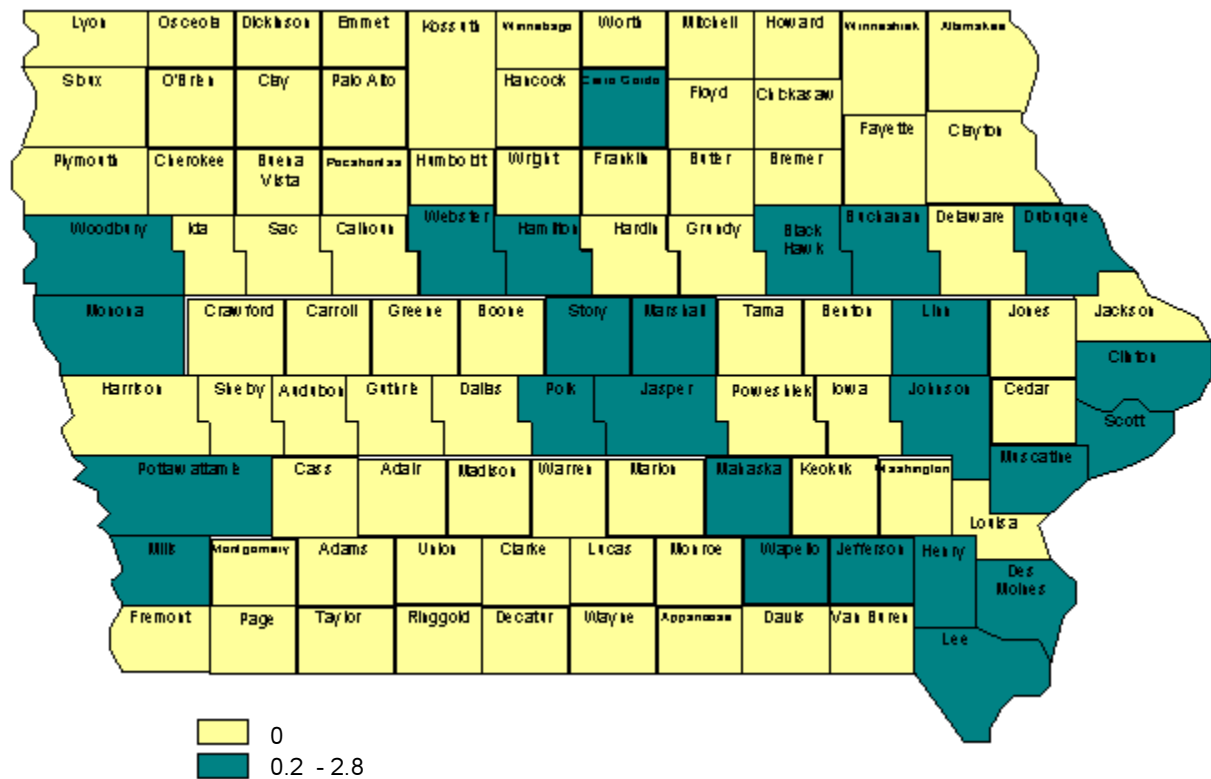 Lyon Osceola Dickinson Emmet Kossuth Winnebago Worth Mitchell Howard Winneshiek Allamakee
Sioux O'Brien Clay Palo Alto Hancock Cerro Gordo Floyd Chickasaw
Fayette Clayton
Plymouth Cherokee Buena Vista Pocahontas Humboldt Wright Franklin Butler Bremer
Woodbury Ida Sac Calhoun Webster Hamilton Hardin Grundy Black Hawk Buchanan Delaware Dubuque
Monona Crawford Carroll Greene Boone Story Marshall Tama Benton Linn Jones Jackson
Clinton
Harrison Shelby Audubon Guthrie Dallas Polk Jasper Poweshiek Iowa Johnson Cedar
Scott
Pottawattamie Cass Adair Madison Warren Marion Mahaska Keokuk Washington Muscatine
Louisa
Mills Montgomery Adams Union Clarke Lucas Monroe Wapello Jefferson Henry Des Moines
Fremont Page Taylor Ringgold Decatur Wayne Appanoose Davis Van Buren Lee
0
0.2 - 2.8